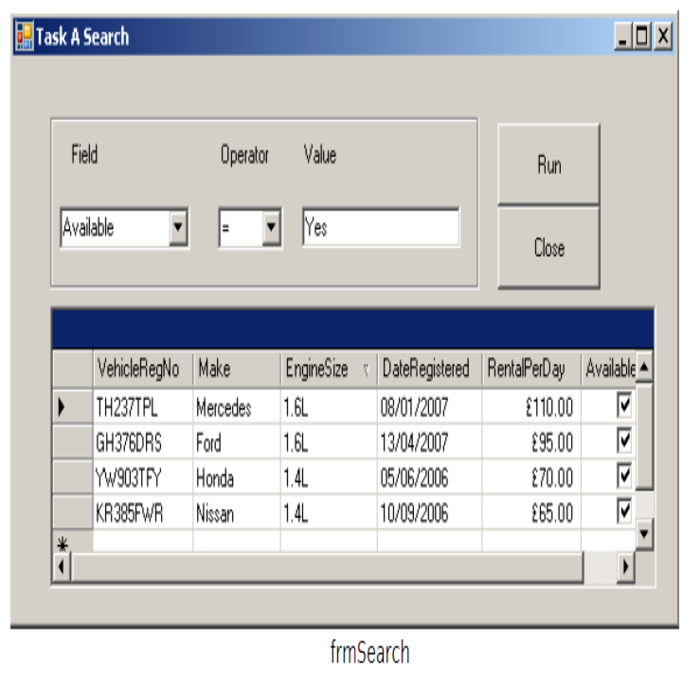 Task A Search
Field Operator Value
Run
Available = Yes
Close
VehicleRegNo Make EngineSize DateRegistered RentalPerDay Available
TH237TPL Mercedes 1.6L 08/01/2007 £110.00
GH376DRS Ford 1.6L 13/04/2007 £95.00
YW903TFY Honda 1.4L 05/06/2006 £70.00
KR385FWR Nissan 1.4L 10/09/2006 £65.00
frmSearch